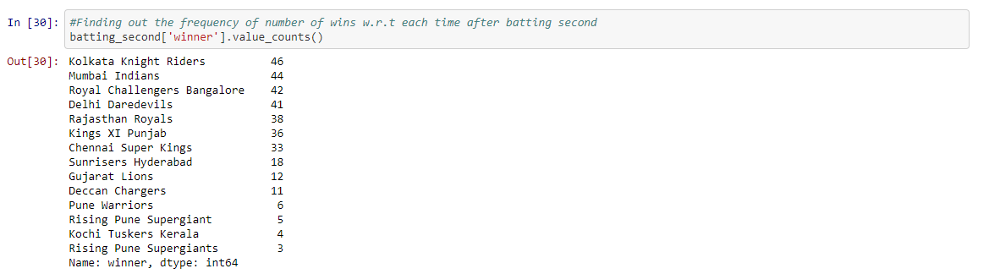 In [30]: #Finding out the frequency of number of wins w.r.t each time after batting second
batting_second['winner'].value_counts()
Out[30]: Kolkata Knight Riders 46
Mumbai Indians 44
Royal Challengers Bangalore 42
Delhi Daredevils 41
Rajasthan Royals 38
Kings XI Punjab 36
Chennai Super Kings 33
Sunrisers Hyderabad 18
Gujarat Lions 12
Deccan Chargers 11
Pune Warriors 6
Rising Pune Supergiant 5
Kochi Tuskers Kerala 4
Rising Pune Supergiants 3
Name: winner, dtype: int64